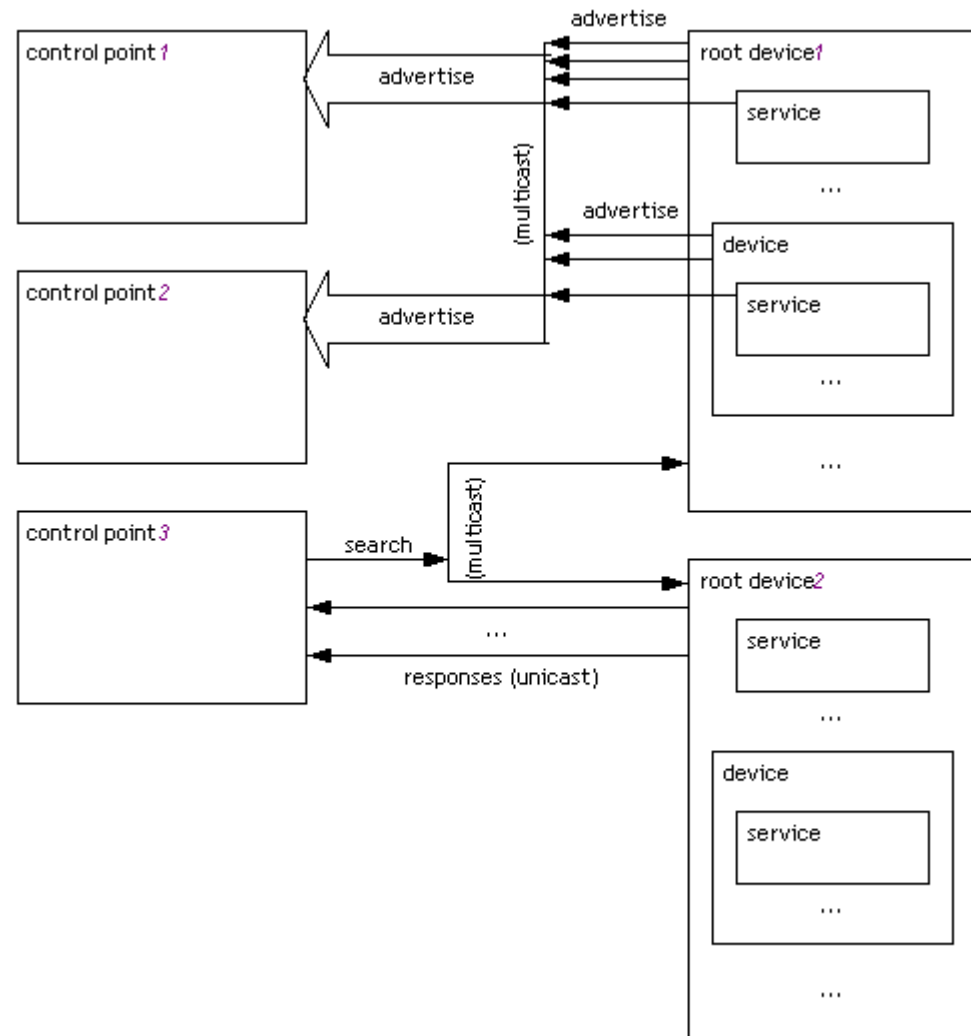 advertise
control point 1
root device 1
advertise
service
...
(multicast)
advertise
device
control point 2
service
advertise
...
...
control point 3
(multicast)
search
root device 2
service
...
responses (unicast)
...
device
service
...
...